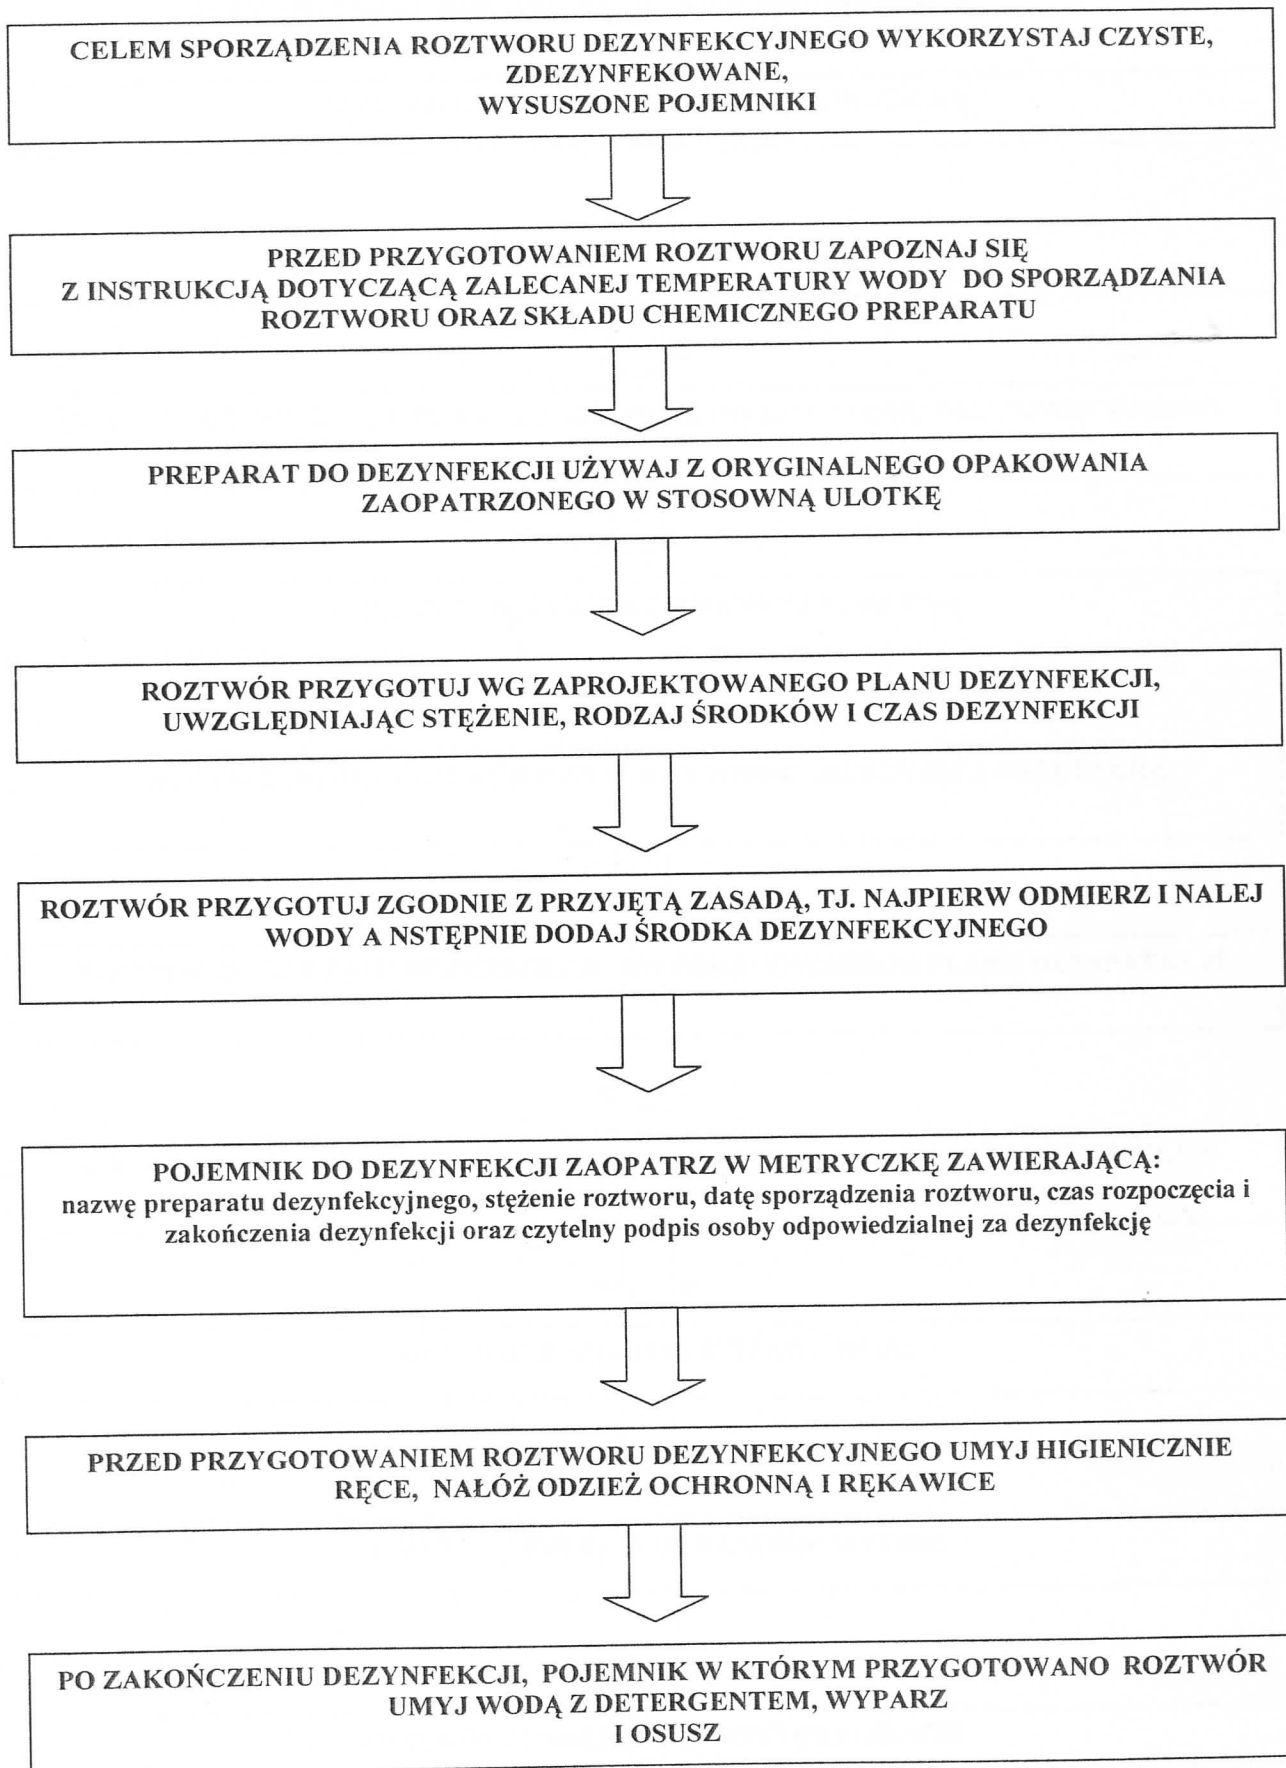 CELEM SPORZĄDZENIA ROZTWORU DEZYNFEKCYJNEGO WYKORZYSTAJ CZYSTE,
ZDEZYNFEKOWANE,
WYSUSZONE POJEMNIKI
PRZED PRZYGOTOWANIEM ROZTWORU ZAPOZNAJ SIĘ
Z INSTRUKCJĄ DOTYCZĄCĄ ZALECANEJ TEMPERATURY WODY DO SPORZĄDZANIA
ROZTWORU ORAZ SKŁADU CHEMICZNEGO PREPARATU
PREPARAT DO DEZYNFEKCJI UŻYWAJ Z ORYGINALNEGO OPAKOWANIA
ZAOPATRZONEGO W STOSOWNĄ ULOTKĘ
ROZTWÓR PRZYGOTUJ WG ZAPROJEKTOWANEGO PLANU DEZYNFEKCJI,
UWZGLĘDNIAJĄC STĘŻENIE, RODZAJ ŚRODKÓW I CZAS DEZYNFEKCJI
ROZTWÓR PRZYGOTUJ ZGODNIE Z PRZYJĘTĄ ZASADĄ, TJ. NAJPIERW ODMIERZ I NALEJ
WODY A NSTĘPNIE DODAJ ŚRODKA DEZYNFEKCYJNEGO
POJEMNIK DO DEZYNFEKCJI ZAOPATRZ W METRYCZKĘ ZAWIERAJĄCĄ:
nazwę preparatu dezynfekcyjnego, stężenie roztworu, datę sporządzenia roztworu, czas rozpoczęcia i
zakończenia dezynfekcji oraz czytelny podpis osoby odpowiedzialnej za dezynfekcję
PRZED PRZYGOTOWANIEM ROZTWORU DEZYNFEKCYJNEGO UMYJ HIGIENICZNIE
RĘCE, NAŁÓŻ ODZIEŻ OCHRONNĄ I RĘKAWICE
PO ZAKOŃCZENIU DEZYNFEKCJI, POJEMNIK W KTÓRYM PRZYGOTOWANO ROZTWÓR
UMYJ WODĄ Z DETERGENTEM, WYPARZ
I OSUSZ